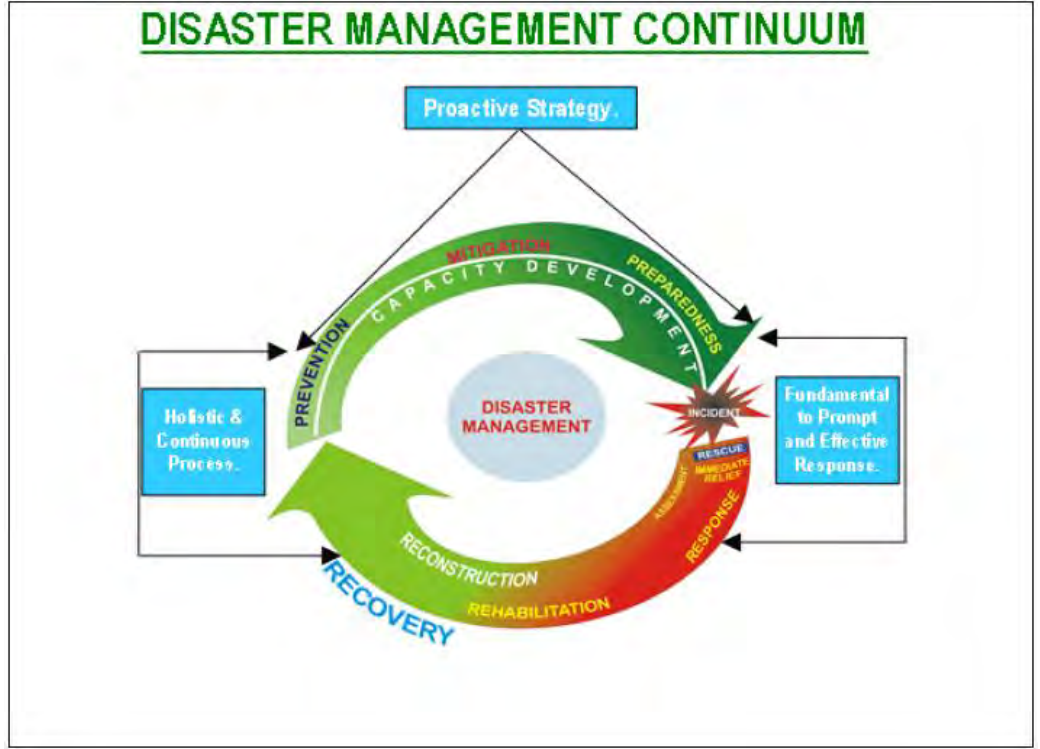 DISASTER MANAGEMENT CONTINUUM
Proactive Strategy.
MITIGATION
CAPACITY DEVELOPMENT
PREPAREDNESS
PREVENTION
Holistic &
Continuous
Process.
DISASTER
MANAGEMENT
INCIDENT
Fundamental
to Prompt
and Effective
Response.
RESCUE
IMMEDIATE
RELIEF
ASSESSMENT
RESPONSE
RECONSTRUCTION
REHABILITATION
RECOVERY